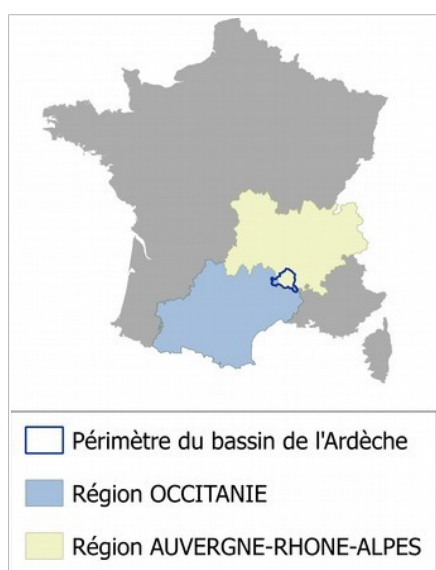 Périmètre du bassin de l'Ardèche
Région OCCITANIE
Région AUVERGNE-RHONE-ALPES